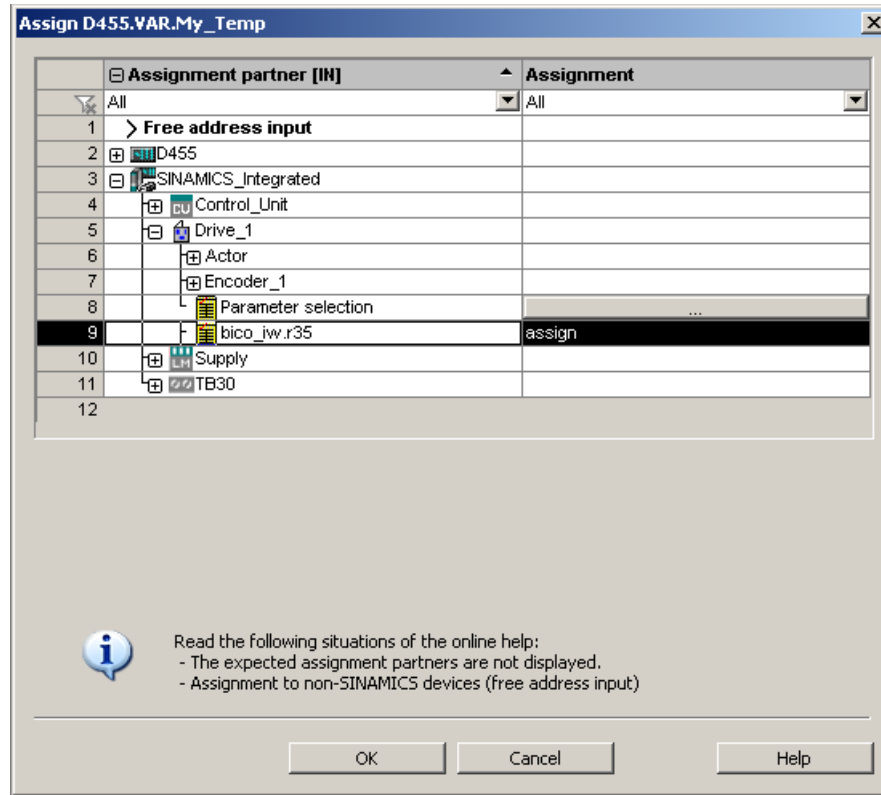 Assign D455.VAR.My_Temp
Assignment partner [IN] Assignment
All All
1 Free address input
2 D455
3 SINAMICS_Integrated
4 CU Control_Unit
5 Drive_1
6 Actor
7 Encoder_1
8 Parameter selection ...
9 bico_iw.r35 assign
10 LM Supply
11 TB30
12
Read the following situations of the online help:
- The expected assignment partners are not displayed.
- Assignment to non-SINAMICS devices (free address input)
OK Cancel Help